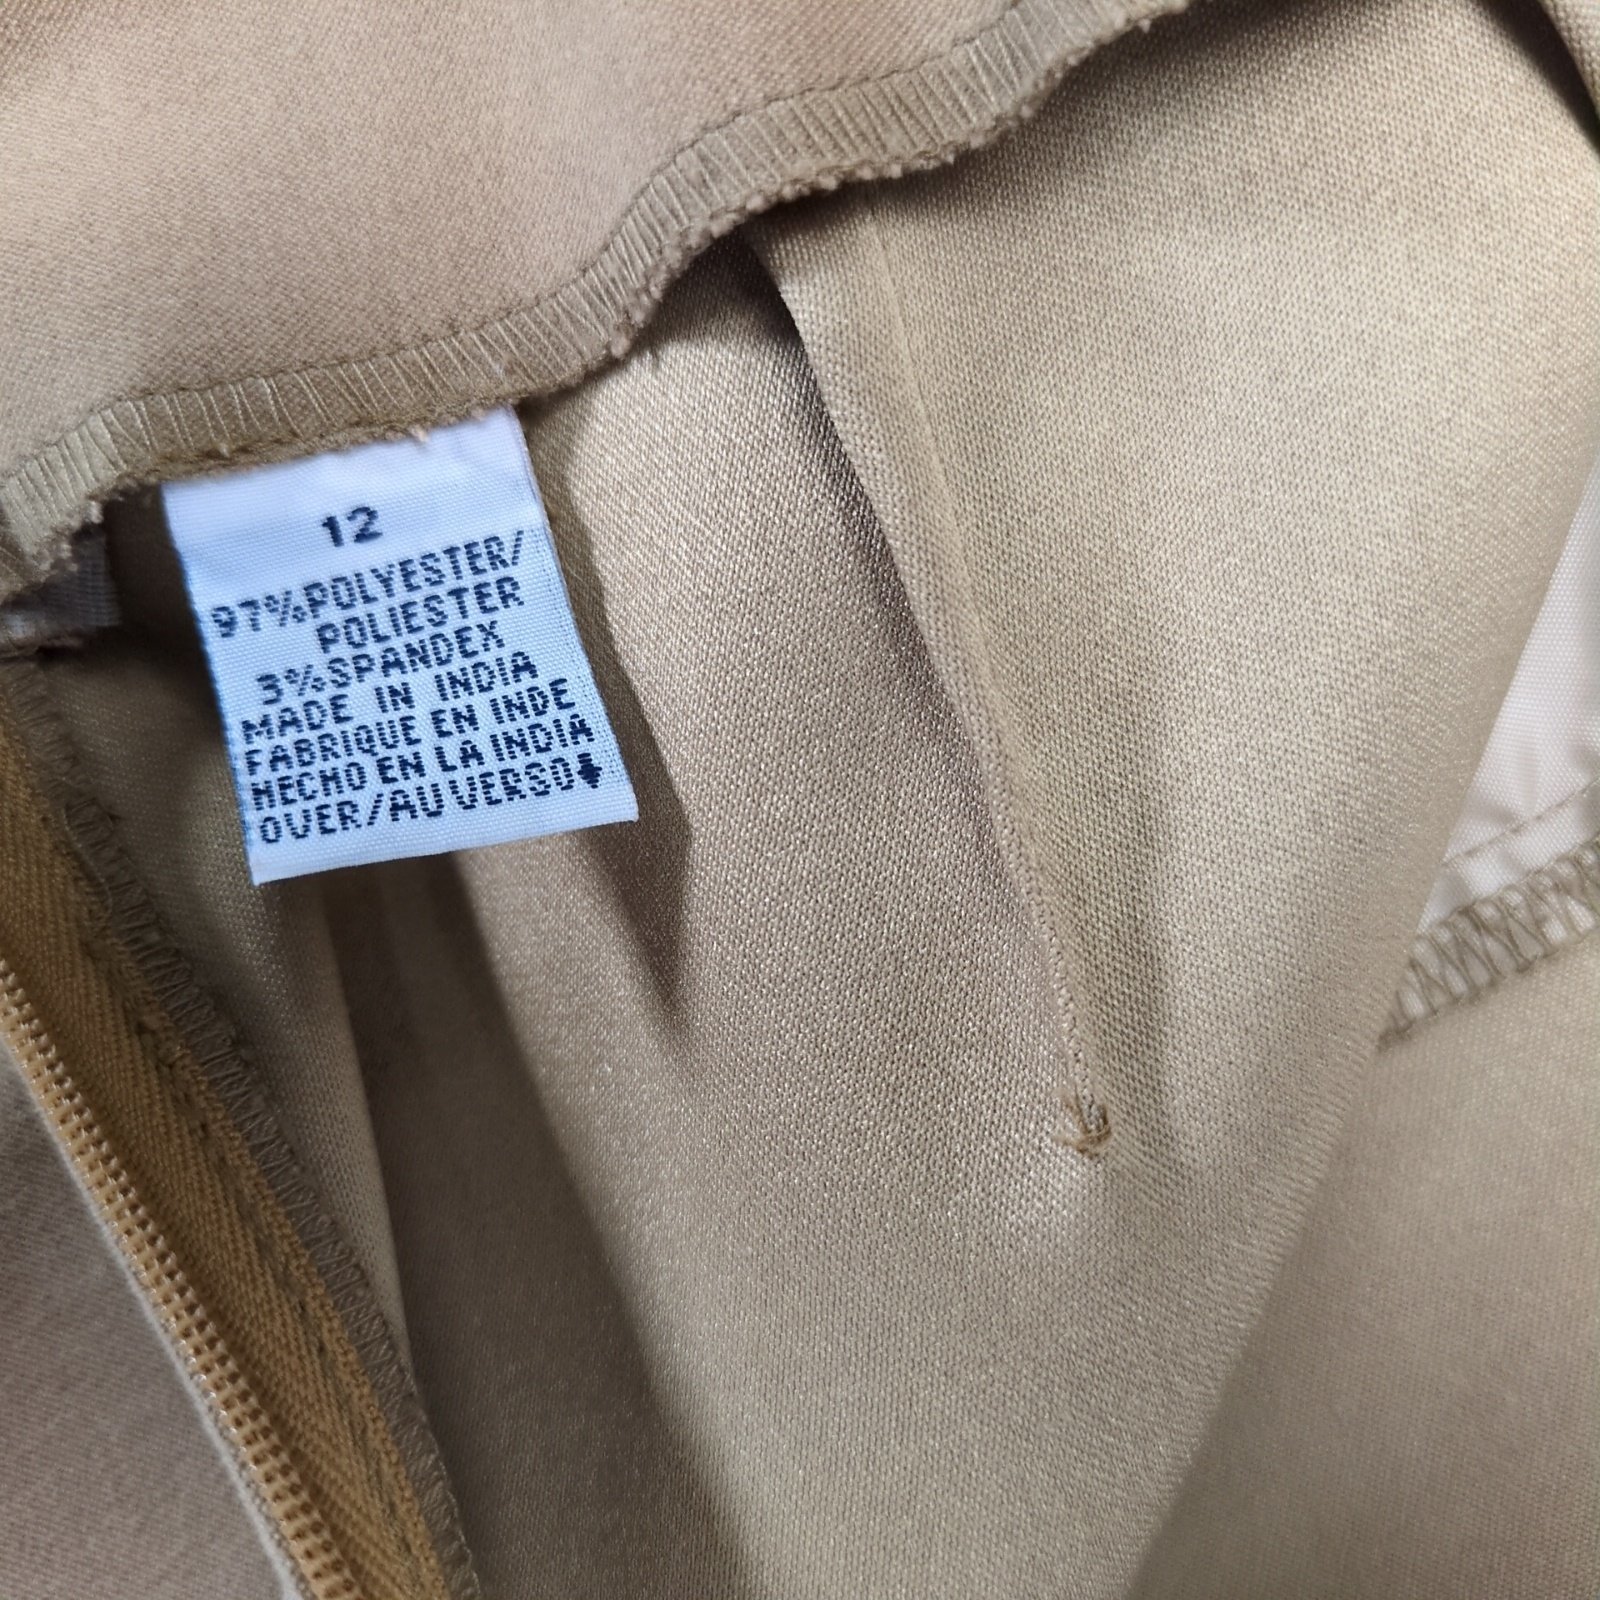 12
97%POLYESTER/
POLIESTER
3%SPANDEX
MADE IN INDIA
FABRIQUE EN INDE
HECHO EN LA INDIA
OVER/AU VERSO